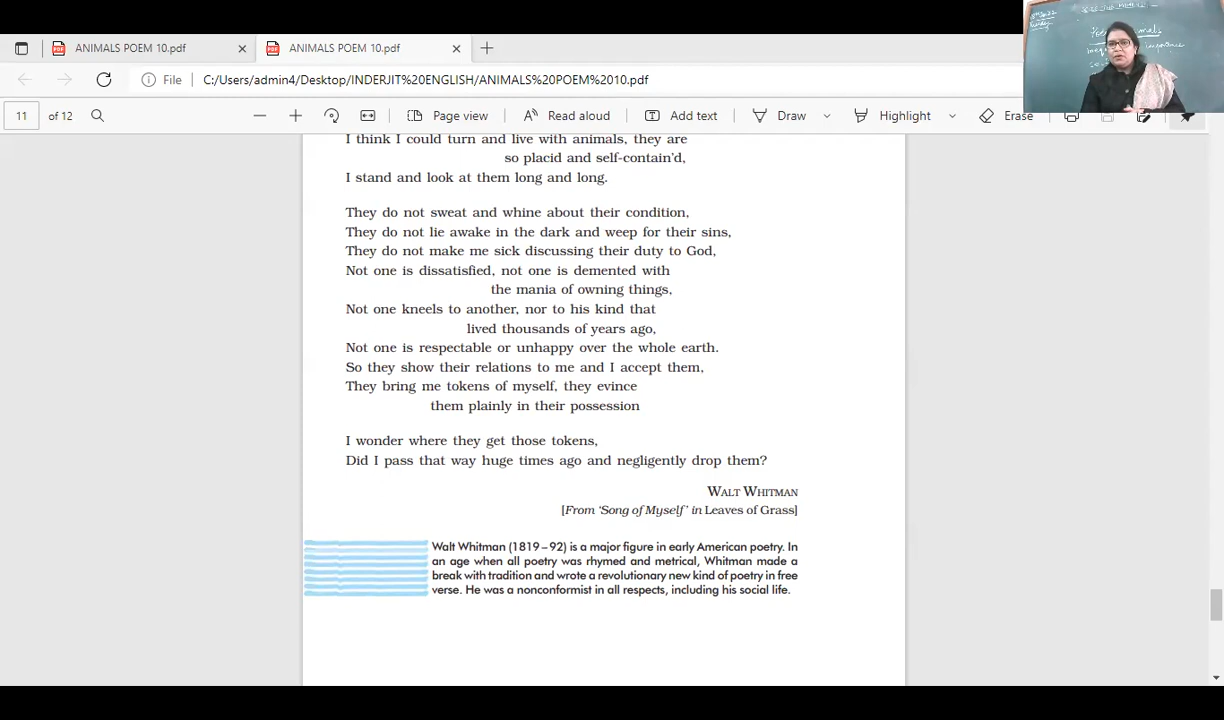 ANIMALS POEM 10.pdf
ANIMALS POEM 10.pdf
File
C:/Users/admin4/Desktop/INDERJIT%20ENGLISH/ANIMALS%20POEM%2010.pdf
11 of 12
Page view
Read aloud
Add text
Draw
Highlight
Erase
I think I could turn and live with animals, they are
so placid and self-contain'd,
I stand and look at them long and long.
They do not sweat and whine about their condition,
They do not lie awake in the dark and weep for their sins,
They do not make me sick discussing their duty to God,
Not one is dissatisfied, not one is demented with
the mania of owning things,
Not one kneels to another, nor to his kind that
lived thousands of years ago,
Not one is respectable or unhappy over the whole earth.
So they show their relations to me and I accept them,
They bring me tokens of myself, they evince
them plainly in their possession
I wonder where they get those tokens,
Did I pass that way huge times ago and negligently drop them?
WALT WHITMAN
[From 'Song of Myself' in Leaves of Grass]
Walt Whitman (1819–92) is a major figure in early American poetry. In
an age when all poetry was rhymed and metrical, Whitman made a
break with tradition and wrote a revolutionary new kind of poetry in free
verse. He was a nonconformist in all respects, including his social life.